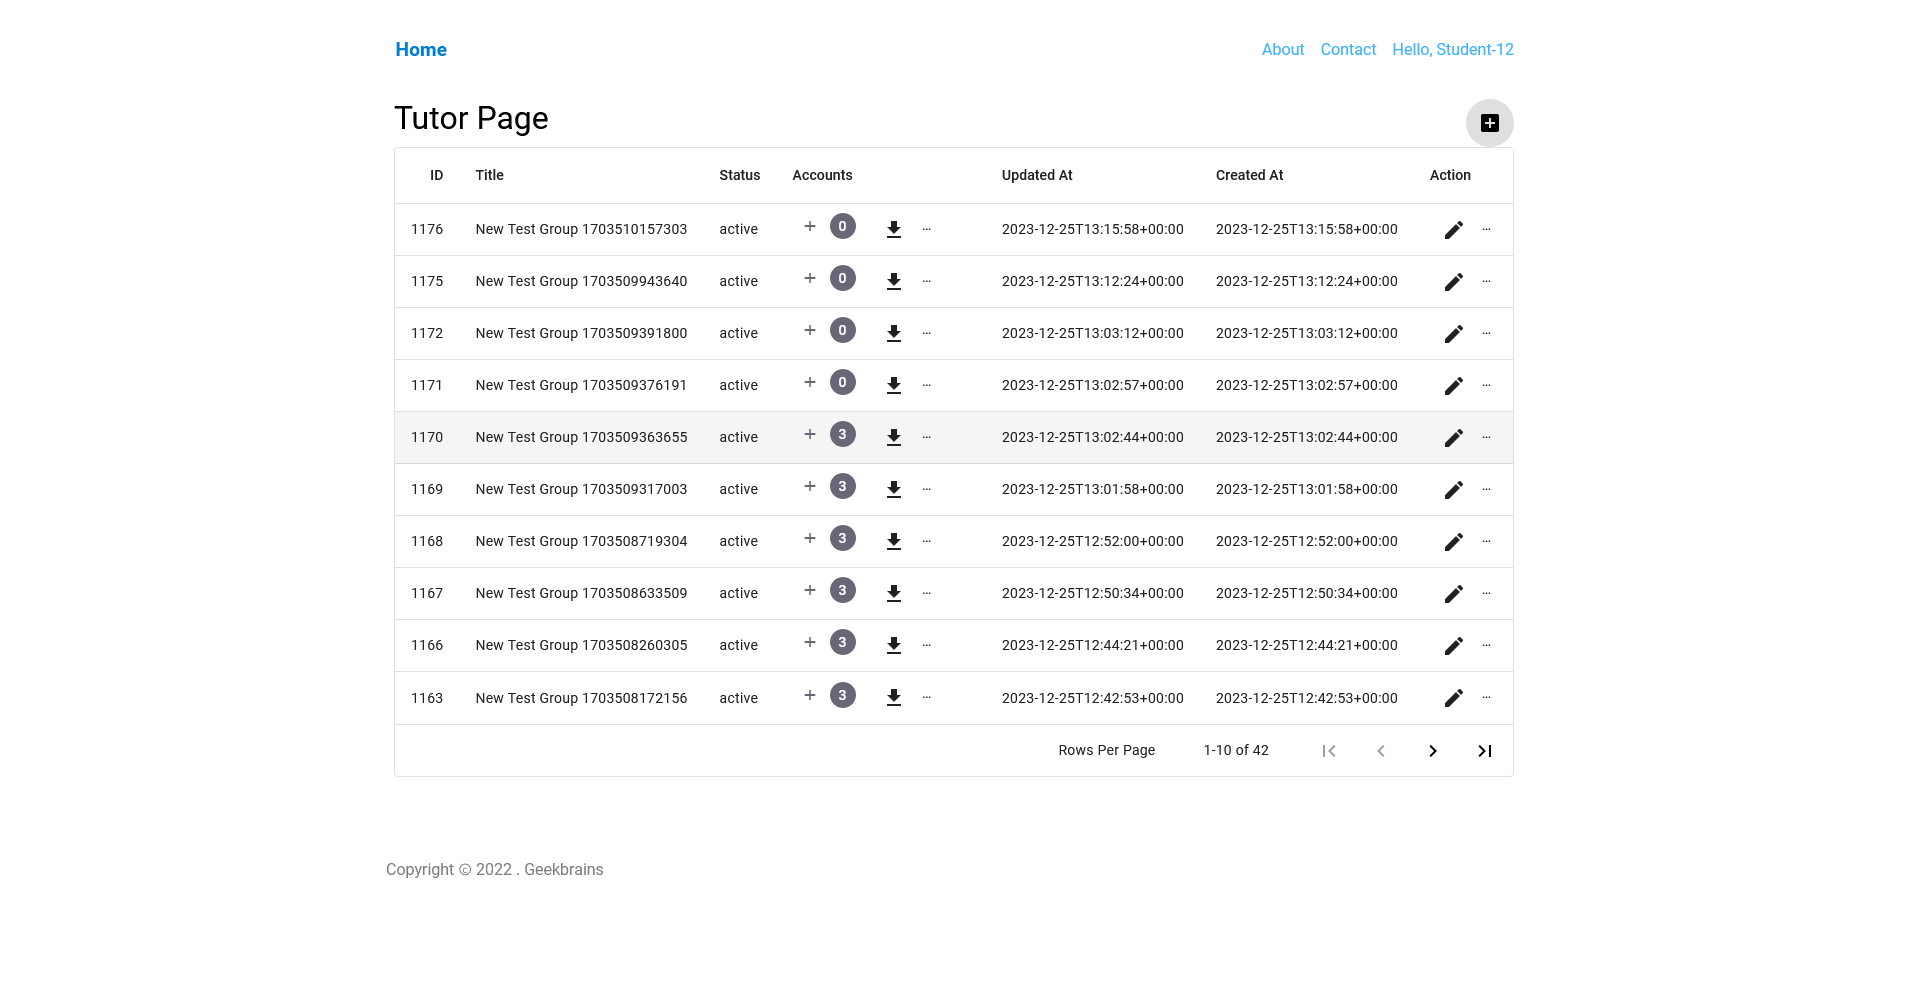 Home About Contact Hello, Student-12
Tutor Page
ID Title Status Accounts Updated At Created At Action
1176 New Test Group 1703510157303 active + 0 ... 2023-12-25T13:15:58+00:00 2023-12-25T13:15:58+00:00 ...
1175 New Test Group 1703509943640 active + 0 ... 2023-12-25T13:12:24+00:00 2023-12-25T13:12:24+00:00 ...
1172 New Test Group 1703509391800 active + 0 ... 2023-12-25T13:03:12+00:00 2023-12-25T13:03:12+00:00 ...
1171 New Test Group 1703509376191 active + 0 ... 2023-12-25T13:02:57+00:00 2023-12-25T13:02:57+00:00 ...
1170 New Test Group 1703509363655 active + 3 ... 2023-12-25T13:02:44+00:00 2023-12-25T13:02:44+00:00 ...
1169 New Test Group 1703509317003 active + 3 ... 2023-12-25T13:01:58+00:00 2023-12-25T13:01:58+00:00 ...
1168 New Test Group 1703508719304 active + 3 ... 2023-12-25T12:52:00+00:00 2023-12-25T12:52:00+00:00 ...
1167 New Test Group 1703508633509 active + 3 ... 2023-12-25T12:50:34+00:00 2023-12-25T12:50:34+00:00 ...
1166 New Test Group 1703508260305 active + 3 ... 2023-12-25T12:44:21+00:00 2023-12-25T12:44:21+00:00 ...
1163 New Test Group 1703508172156 active + 3 ... 2023-12-25T12:42:53+00:00 2023-12-25T12:42:53+00:00 ...
Rows Per Page 1-10 of 42
Copyright © 2022 . Geekbrains